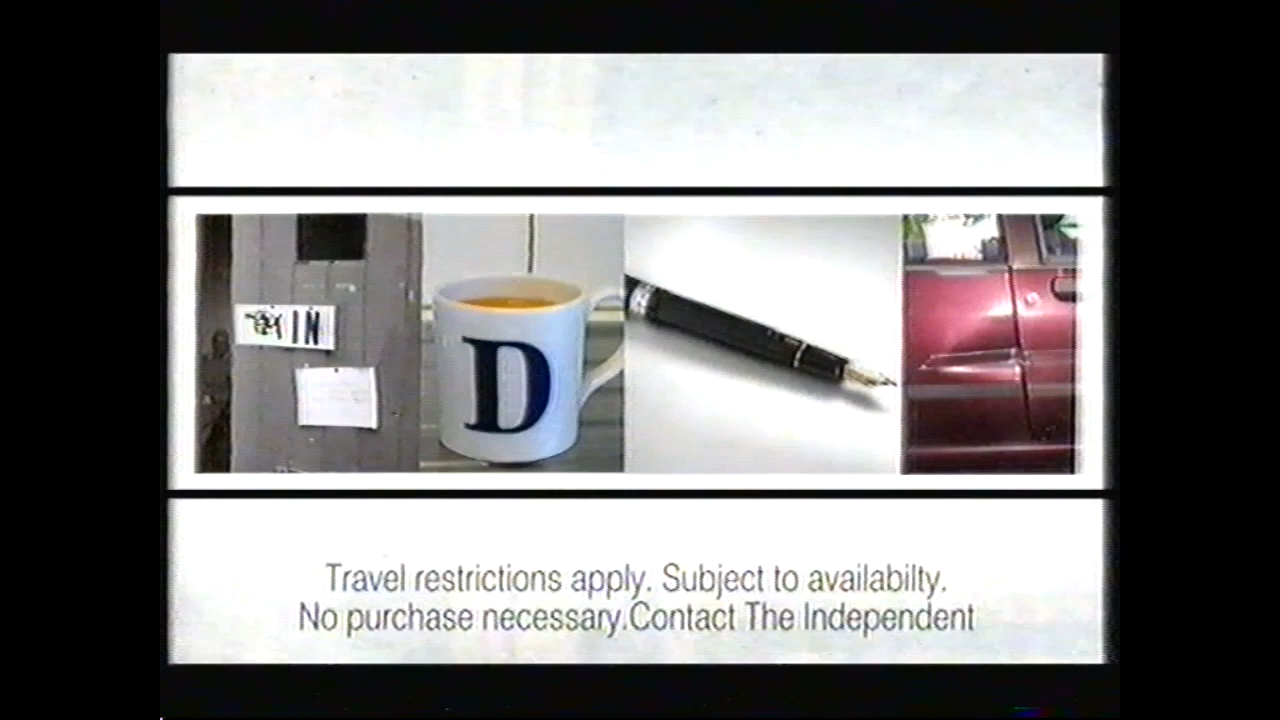 IN
D
Travel restrictions apply. Subject to availabilty.
No purchase necessary.Contact The Independent